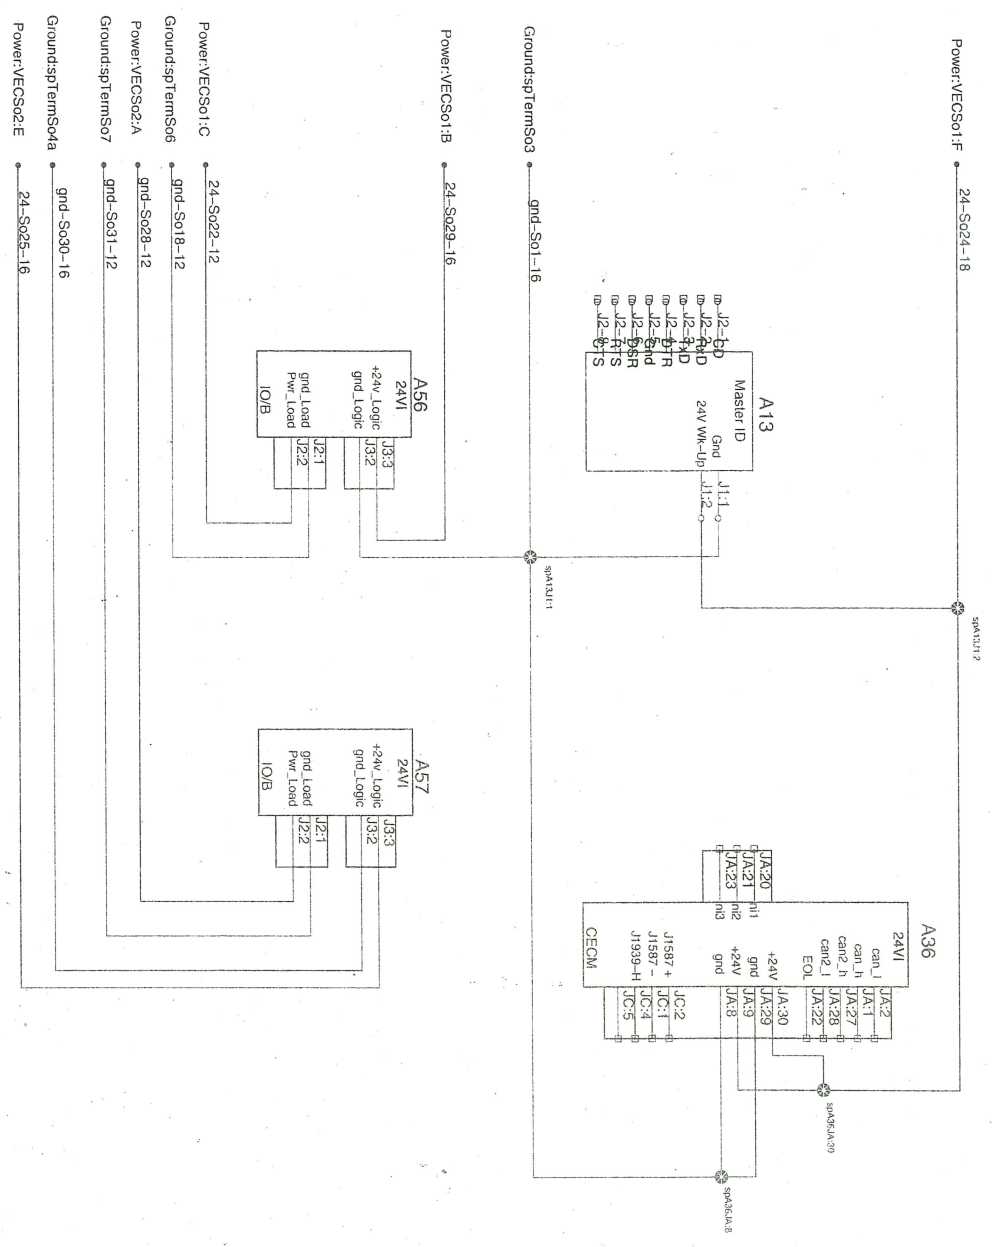 Power:VECSo1:F
24-So24-18
spA13J1:2
A13
Master ID
Gnd
24V Wk-Up
J1:1
J1:2
J2-1 CD
J2-2 RxD
J2-3 TxD
J2-4 DTR
J2-5 Gnd
J2-6 DSR
J2-7 RTS
J2-8 CTS
A36
24VI
can_l
can_h
can2_h
can2_l
EOL
+24V
gnd
+24V
gnd
J1587 +
J1587 -
J1939-H
CECM
ni1
ni2
ni3
JA:20
JA:21
JA:23
JA:2
JA:1
JA:27
JA:28
JA:22
JA:30
JA:29
JA:9
JA:8
JC:2
JC:1
JC:4
JC:5
spA36JA:30
spA36JA:8
Ground:spTermSo3
gnd-So1-16
spA13J1:1
Power:VECSo1:B
24-So29-16
A56
24VI
+24v_Logic
gnd_Logic
gnd_Load
Pwr_Load
IO/B
J3:3
J3:2
J2:1
J2:2
A57
24VI
+24v_Logic
gnd_Logic
gnd_Load
Pwr_Load
IO/B
J3:3
J3:2
J2:1
J2:2
Power:VECSo1:C
24-So22-12
Ground:spTermSo6
gnd-So18-12
Power:VECSo2:A
gnd-So28-12
Ground:spTermSo7
gnd-So31-12
Ground:spTermSo4a
gnd-So30-16
Power:VECSo2:E
24-So25-16